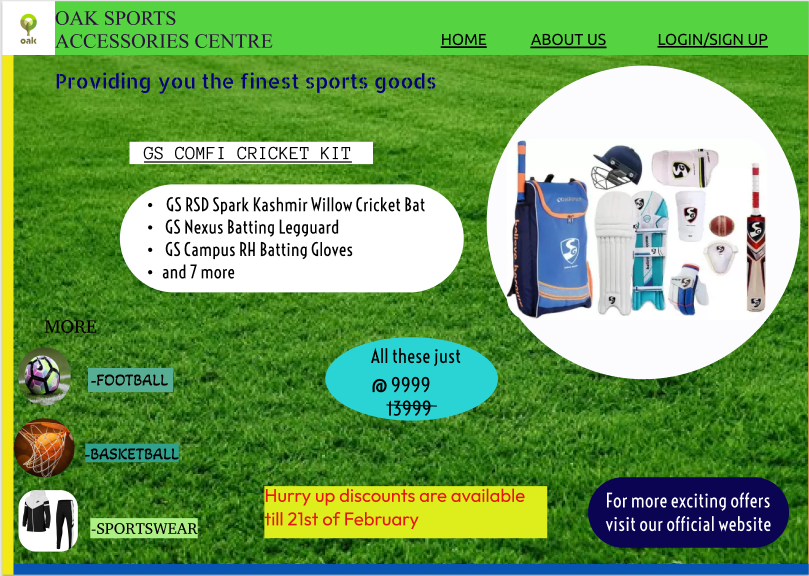 OAK SPORTS
ACCESSORIES CENTRE
oak
HOME ABOUT US LOGIN/SIGN UP
Providing you the finest sports goods
GS COMFI CRICKET KIT
• GS RSD Spark Kashmir Willow Cricket Bat
• GS Nexus Batting Legguard
• GS Campus RH Batting Gloves
• and 7 more
MORE
-FOOTBALL
-BASKETBALL
-SPORTSWEAR
All these just
@ 9999
13999
Hurry up discounts are available
till 21st of February
For more exciting offers
visit our official website